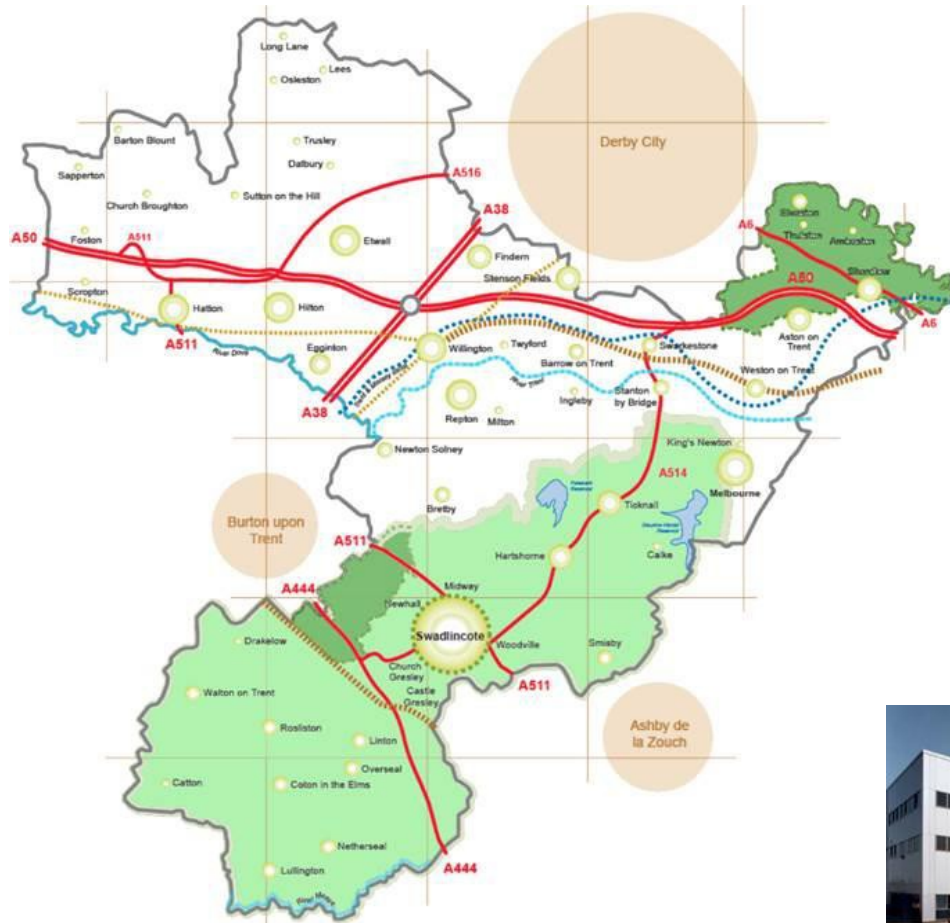 Long Lane
Lees
Osleston
Derby City
Barton Blount
Trusley
Dalbury
Sapperton
A516
Church Broughton
Sutton on the Hill
Elvaston
Thulston
Ambaston
A38
A6
A50
Foston
A511
Etwall
Findern
Stenson Fields
A50
Shardlow
Scropton
Hatton
Hilton
A6
A511
Swarkestone
Aston on
Trent
River Dove
Egginton
Willington
Twyford
Barrow on Trent
Weston on Trent
River Trent
Stanton
by Bridge
A38
Repton
Milton
Ingleby
King's Newton
Newton Solney
A514
Melbourne
Bretby
Ticknall
Burton upon
Trent
A511
Hartshorne
Calke
Midway
A444
Newhall
Swadlincote
Woodville
Smisby
Drakelow
Church
Gresley
A511
Castle
Gresley
Walton on Trent
Rosliston
Linton
Ashby de
la Zouch
Overseal
Catton
Coton in the Elms
Netherseal
A444
Lullington